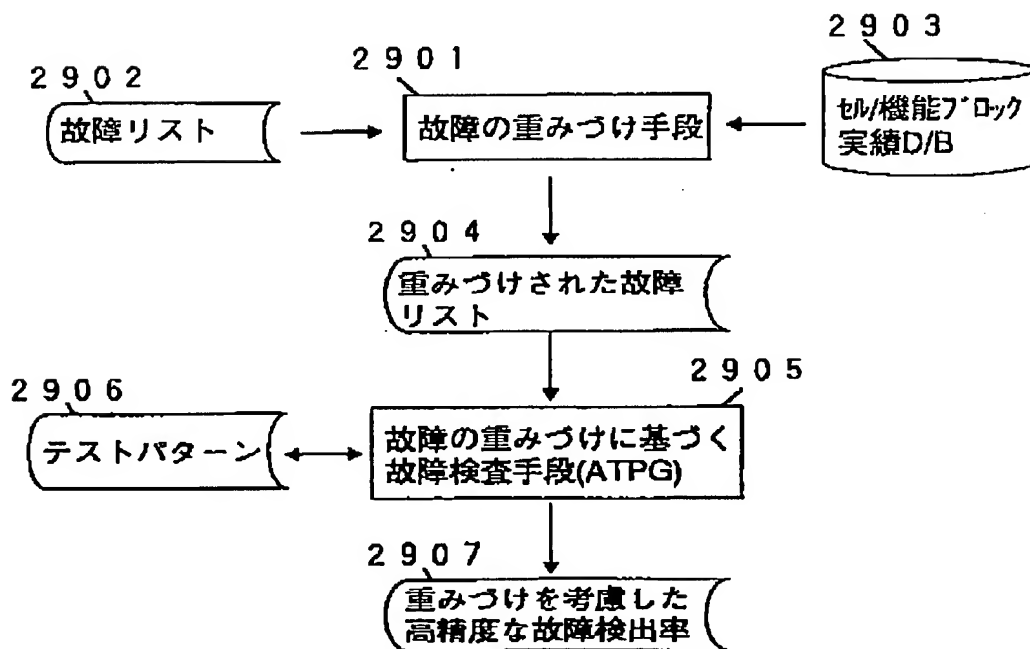 2903
2901
2902
セル/機能ブロック
実績D/B
故障リスト
故障の重みづけ手段
2904
重みづけされた故障
リスト
2905
2906
故障の重みづけに基づく
故障検査手段(ATPG)
テストパターン
2907
重みづけを考慮した
高精度な故障検出率